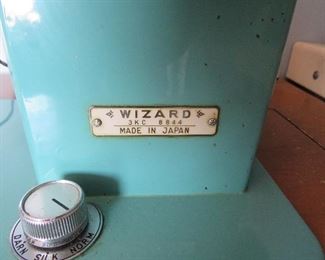 WIZARD
3KC 8844
MADE IN JAPAN
DARN SILK NORM